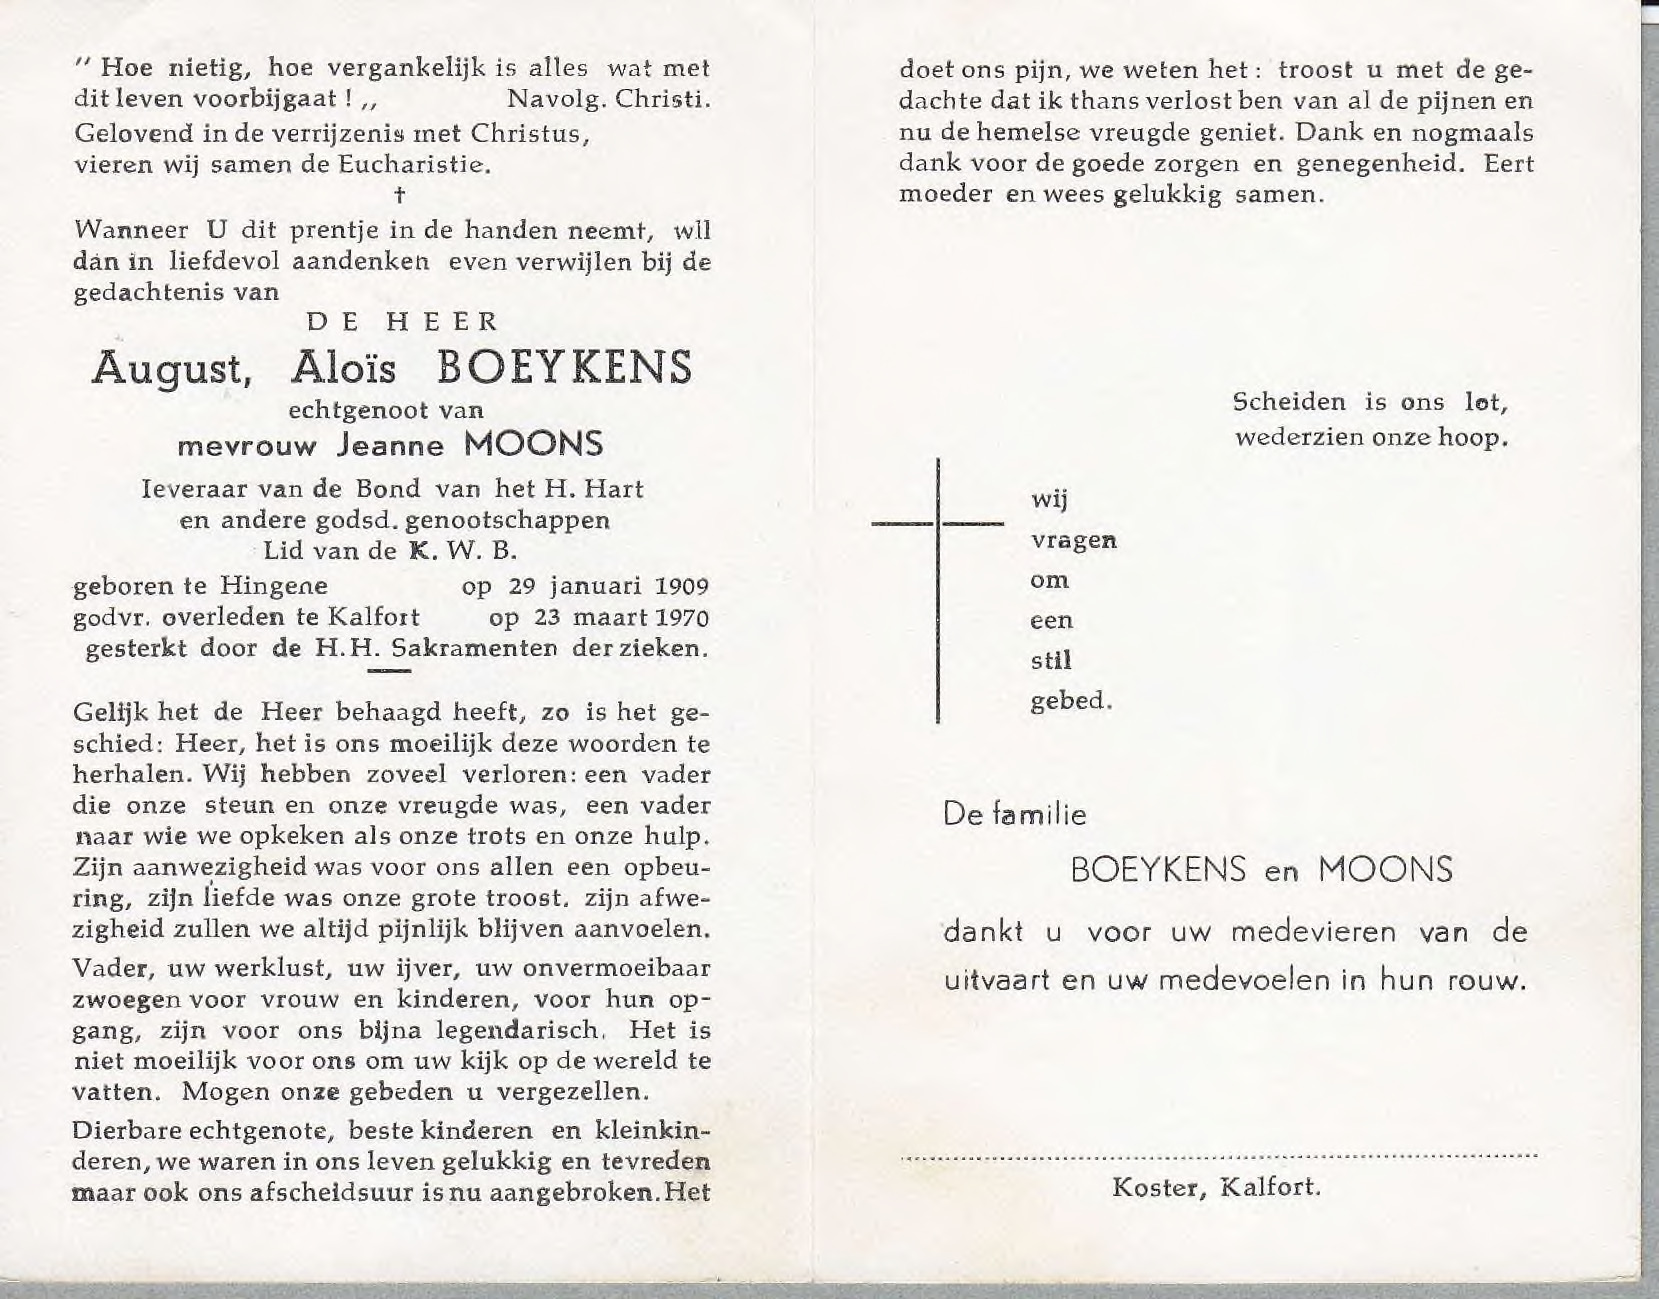 " Hoe nietig, hoe vergankelijk is alles wat met
dit leven voorbijgaat ! „ Navolg. Christi.
Gelovend in de verrijzenis met Christus,
vieren wij samen de Eucharistie.
†
Wanneer U dit prentje in de handen neemt, wil
dan in liefdevol aandenken even verwijlen bij de
gedachtenis van
DE HEER
August, Aloïs BOEYKENS
echtgenoot van
mevrouw Jeanne MOONS
Ieveraar van de Bond van het H. Hart
en andere godsd. genootschappen
Lid van de K. W. B.
geboren te Hingene op 29 januari 1909
godvr. overleden te Kalfort op 23 maart 1970
gesterkt door de H.H. Sakramenten der zieken.
Gelijk het de Heer behaagd heeft, zo is het ge-
schied: Heer, het is ons moeilijk deze woorden te
herhalen. Wij hebben zoveel verloren: een vader
die onze steun en onze vreugde was, een vader
naar wie we opkeken als onze trots en onze hulp.
Zijn aanwezigheid was voor ons allen een opbeu-
ring, zijn liefde was onze grote troost. zijn afwe-
zigheid zullen we altijd pijnlijk blijven aanvoelen.
Vader, uw werklust, uw ijver, uw onvermoeibaar
zwoegen voor vrouw en kinderen, voor hun op-
gang, zijn voor ons bijna legendarisch. Het is
niet moeilijk voor ons om uw kijk op de wereld te
vatten. Mogen onze gebeden u vergezellen.
Dierbare echtgenote, beste kinderen en kleinkin-
deren, we waren in ons leven gelukkig en tevreden
maar ook ons afscheidsuur is nu aangebroken. Het
doet ons pijn, we weten het : troost u met de ge-
dachte dat ik thans verlost ben van al de pijnen en
nu de hemelse vreugde geniet. Dank en nogmaals
dank voor de goede zorgen en genegenheid. Eert
moeder en wees gelukkig samen.
Scheiden is ons lot,
wederzien onze hoop.
wij
vragen
om
een
stil
gebed.
De familie
BOEYKENS en MOONS
dankt u voor uw medevieren van de
uitvaart en uw medevoelen in hun rouw.
Koster, Kalfort.